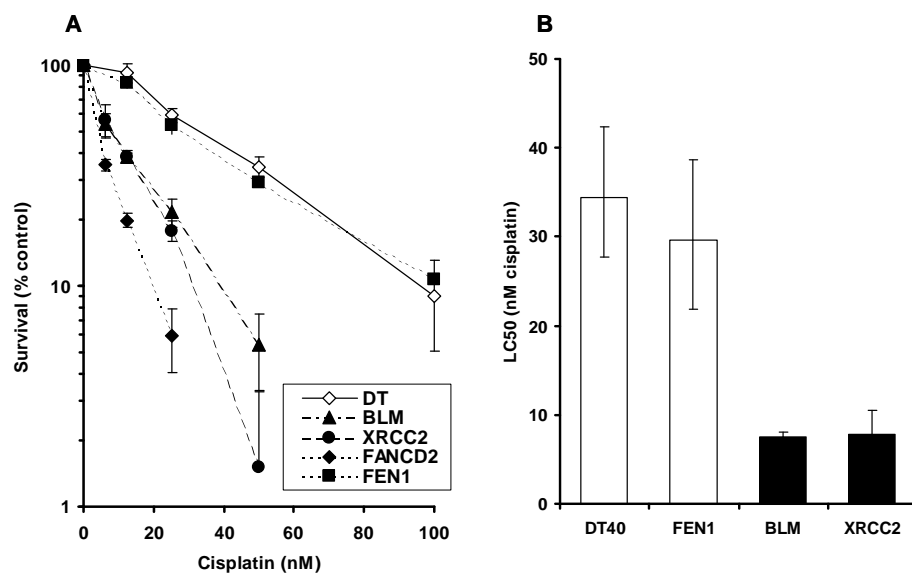 A
Survival (% control)
100
10
1
0 20 40 60 80 100
Cisplatin (nM)
DT
BLM
XRCC2
FANCD2
FEN1
B
LC50 (nM cisplatin)
50
40
30
20
10
0
DT40 FEN1 BLM XRCC2